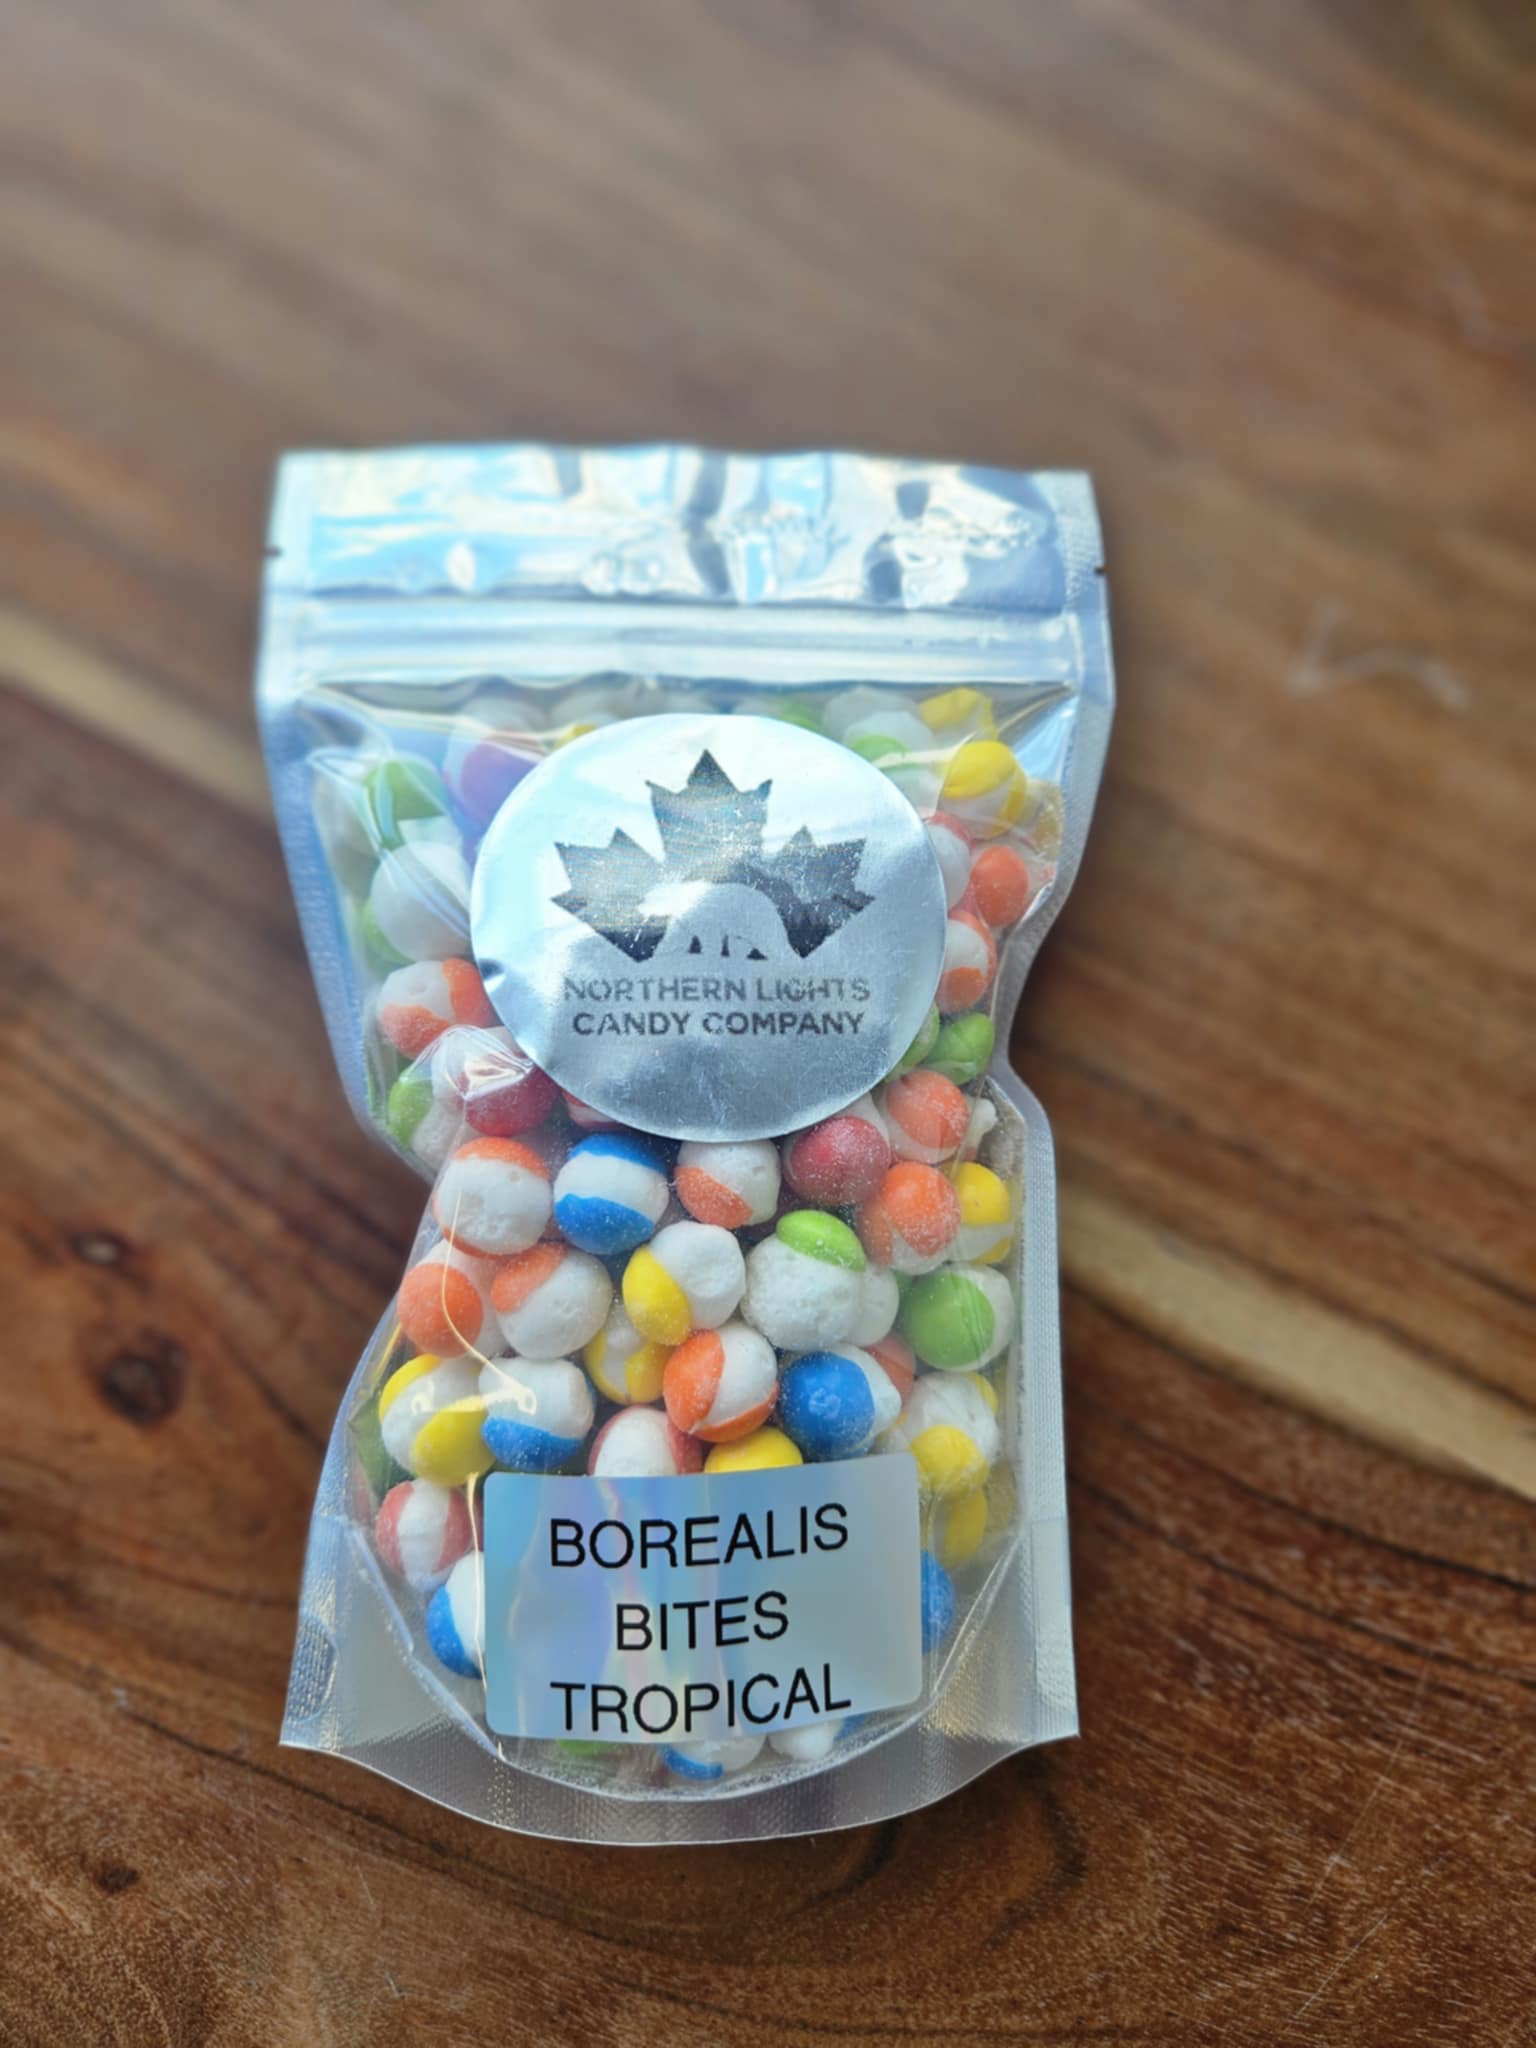 NORTHERN LIGHTS
CANDY COMPANY
BOREALIS
BITES
TROPICAL